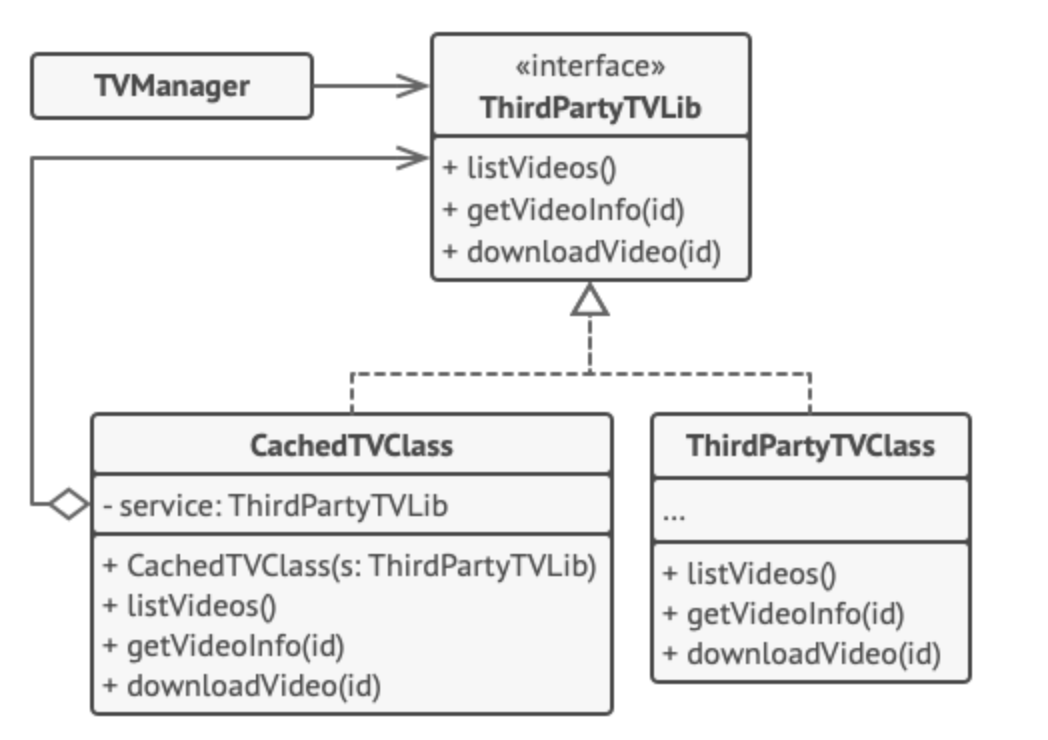 TVManager
«interface»
ThirdPartyTVLib
+ listVideos()
+ getVideoInfo(id)
+ downloadVideo(id)
CachedTVClass
- service: ThirdPartyTVLib
+ CachedTVClass(s: ThirdPartyTVLib)
+ listVideos()
+ getVideoInfo(id)
+ downloadVideo(id)
ThirdPartyTVClass
...
+ listVideos()
+ getVideoInfo(id)
+ downloadVideo(id)